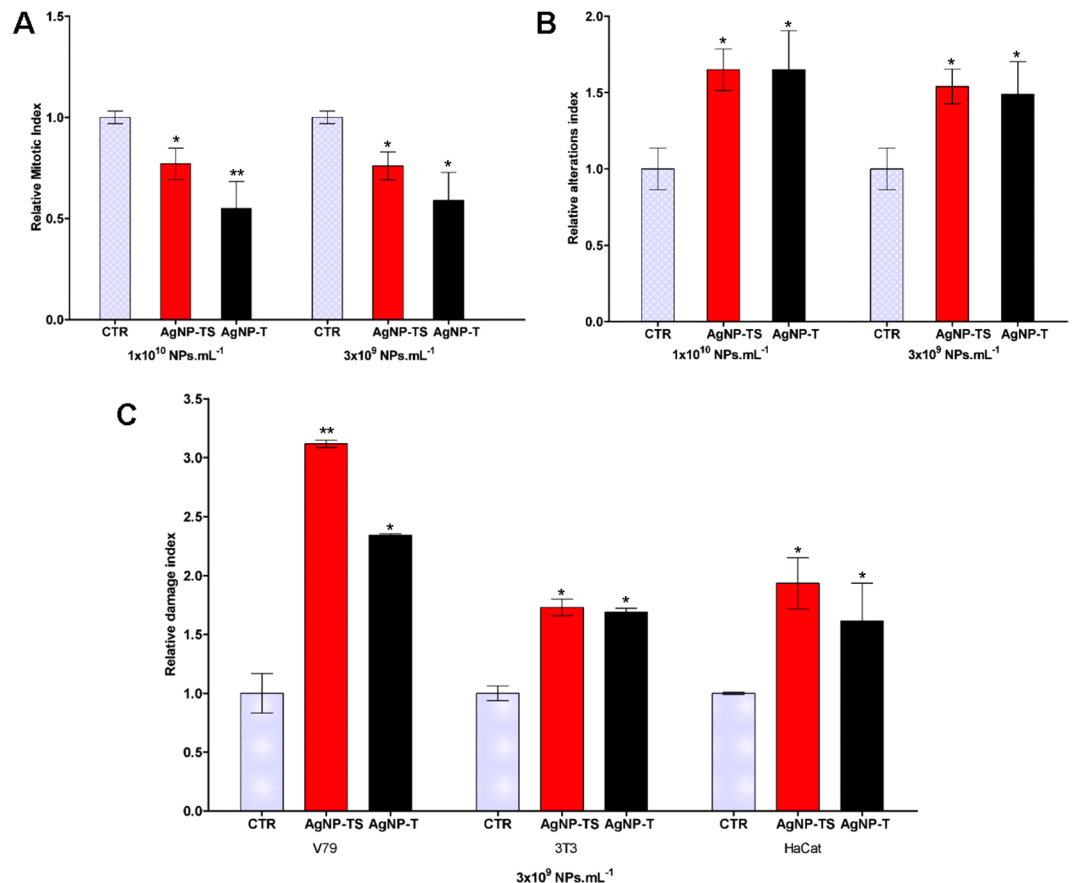 A
Relative Mitotic Index
1.5
1.0
0.5
0.0
*
**
*
*
CTR AgNP-TS AgNP-T CTR AgNP-TS AgNP-T
1x10¹⁰ NPs.mL⁻¹ 3x10⁹ NPs.mL⁻¹
B
Relative alterations index
2.0
1.5
1.0
0.5
0.0
*
*
*
*
CTR AgNP-TS AgNP-T CTR AgNP-TS AgNP-T
1x10¹⁰ NPs.mL⁻¹ 3x10⁹ NPs.mL⁻¹
C
Relative damage index
3.5
3.0
2.5
2.0
1.5
1.0
0.5
0.0
**
*
*
*
*
*
CTR AgNP-TS AgNP-T CTR AgNP-TS AgNP-T CTR AgNP-TS AgNP-T
V79 3T3 HaCat
3x10⁹ NPs.mL⁻¹